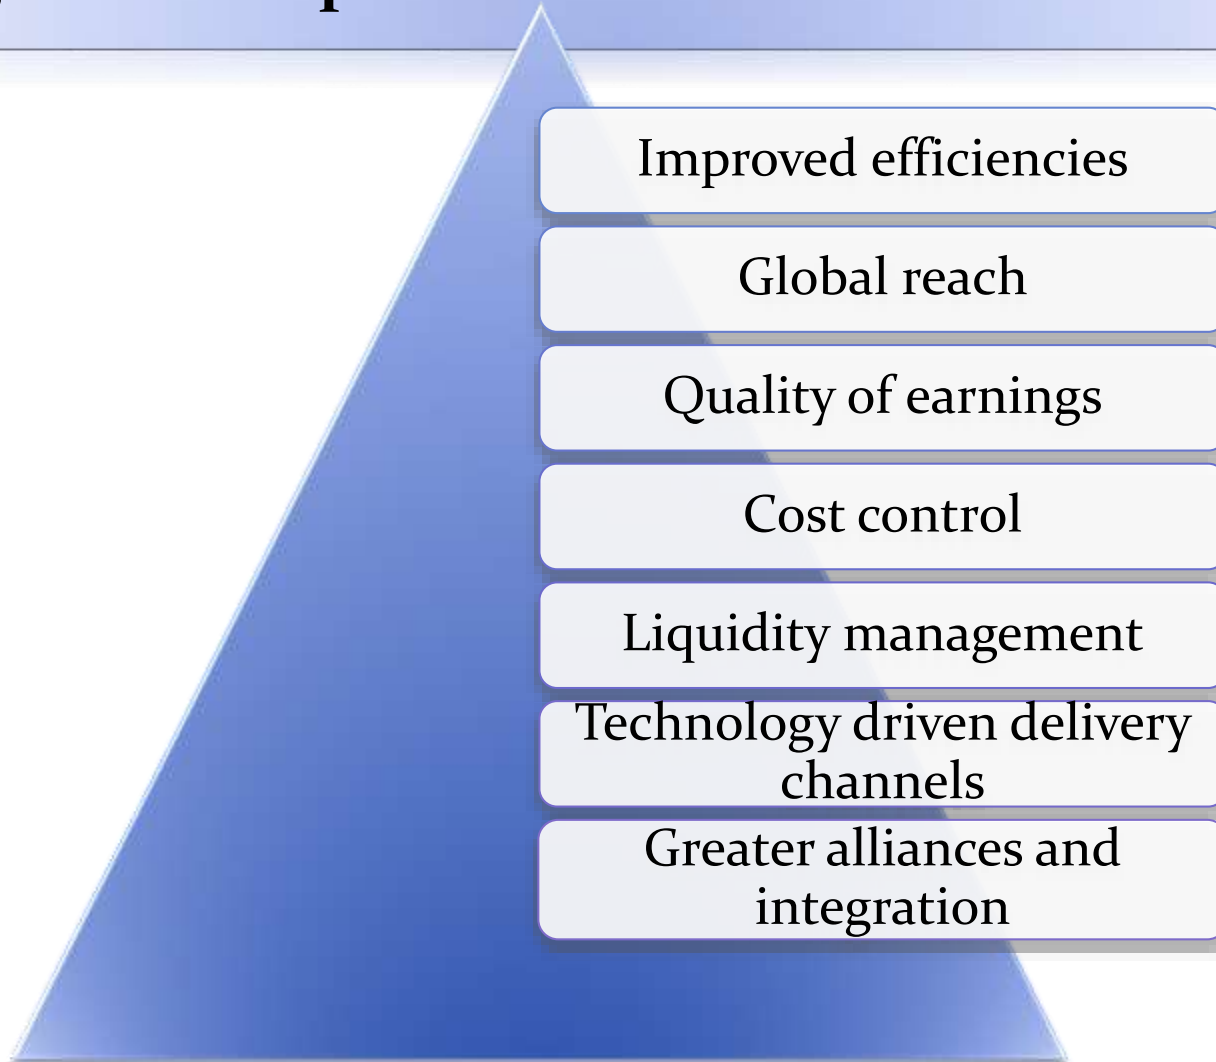 Improved efficiencies
Global reach
Quality of earnings
Cost control
Liquidity management
Technology driven delivery
channels
Greater alliances and
integration